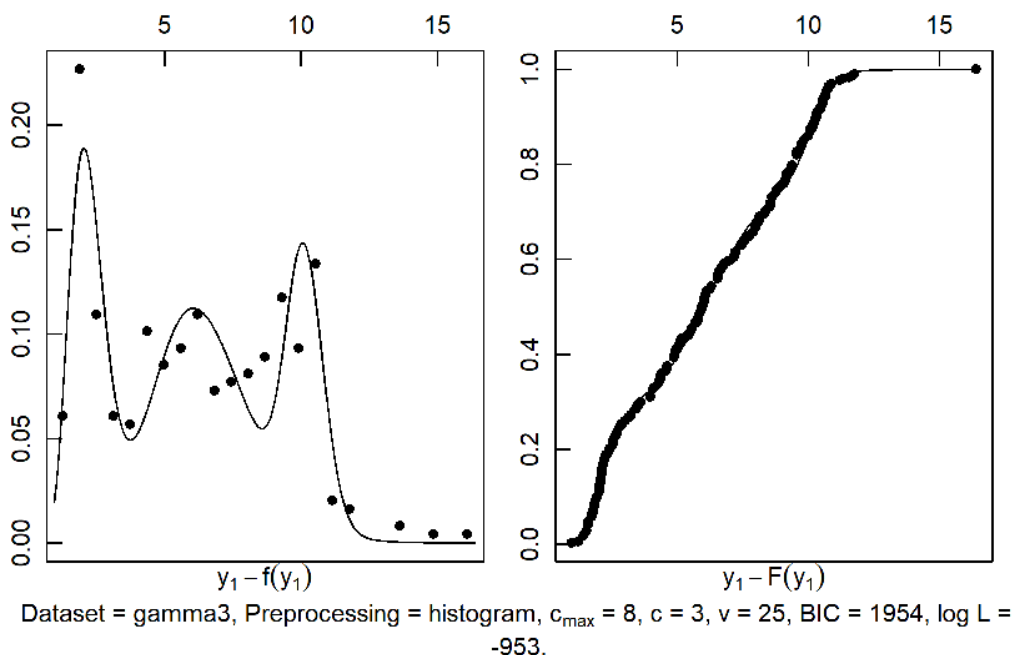 5 10 15
5 10 15
0.00 0.05 0.10 0.15 0.20
0.0 0.2 0.4 0.6 0.8 1.0
y₁ – f(y₁)
y₁ – F(y₁)
Dataset = gamma3, Preprocessing = histogram, cₘₐₓ = 8, c = 3, v = 25, BIC = 1954, log L =
-953.